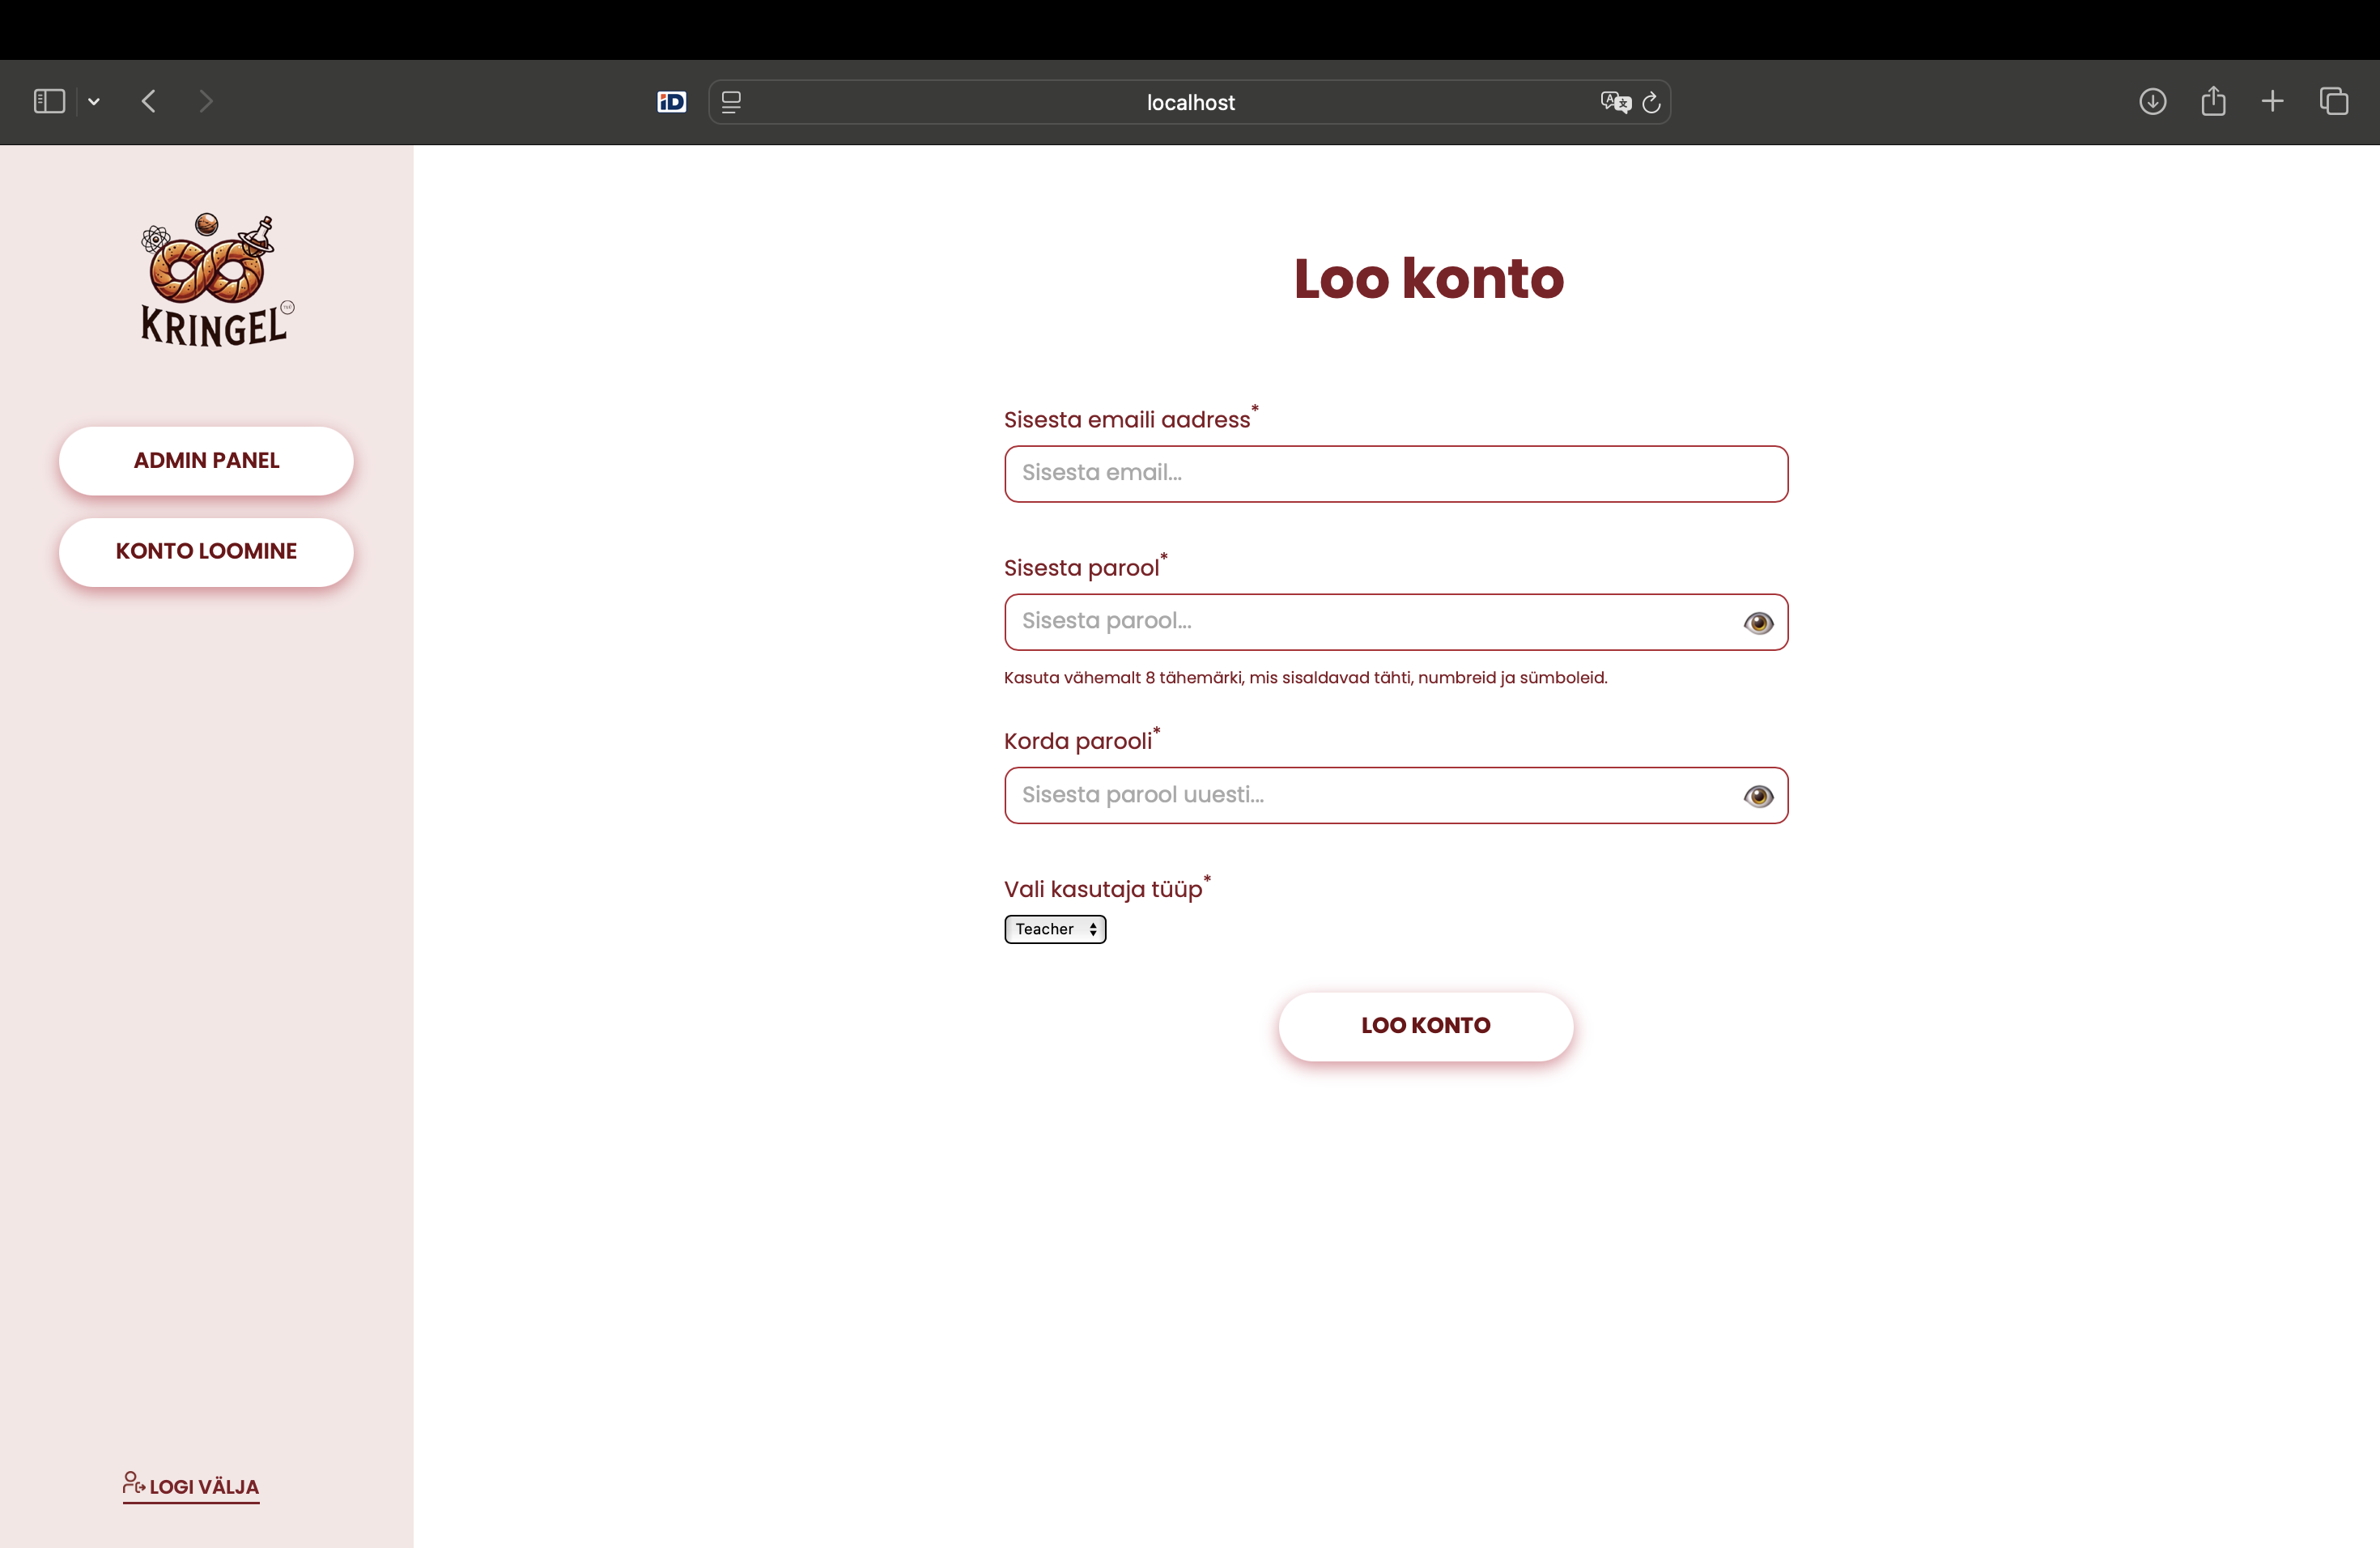 iD
localhost
KRINGEL
ADMIN PANEL
KONTO LOOMINE
LOGI VÄLJA
Loo konto
Sisesta emaili aadress*
Sisesta email...
Sisesta parool*
Sisesta parool...
Kasuta vähemalt 8 tähemärki, mis sisaldavad tähti, numbreid ja sümboleid.
Korda parooli*
Sisesta parool uuesti...
Vali kasutaja tüüp*
Teacher
LOO KONTO